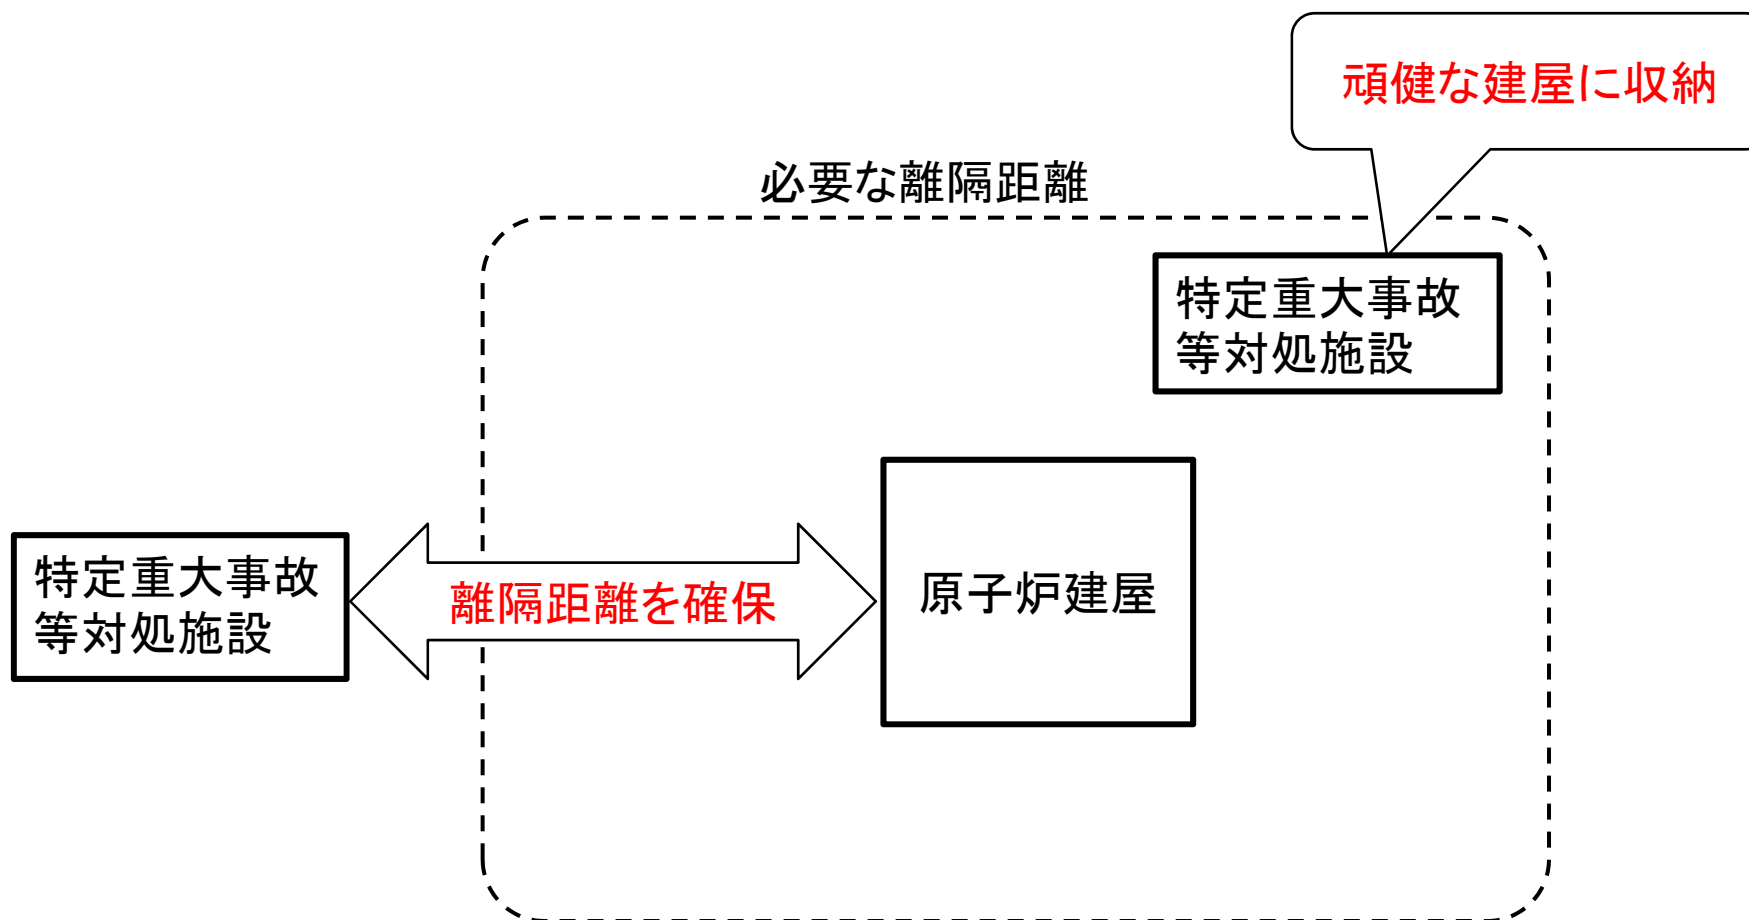 頑健な建屋に収納
必要な離隔距離
特定重大事故
等対処施設
特定重大事故
等対処施設
離隔距離を確保
原子炉建屋